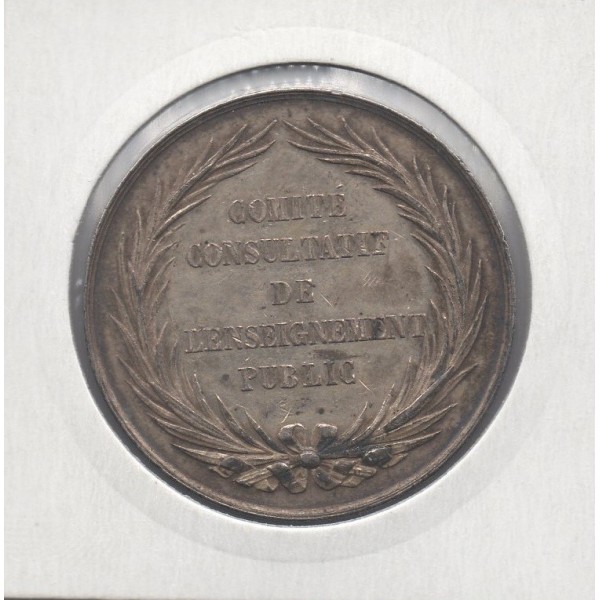 COMITÉ
CONSULTATIF
DE
L'ENSEIGNEMENT
PUBLIC